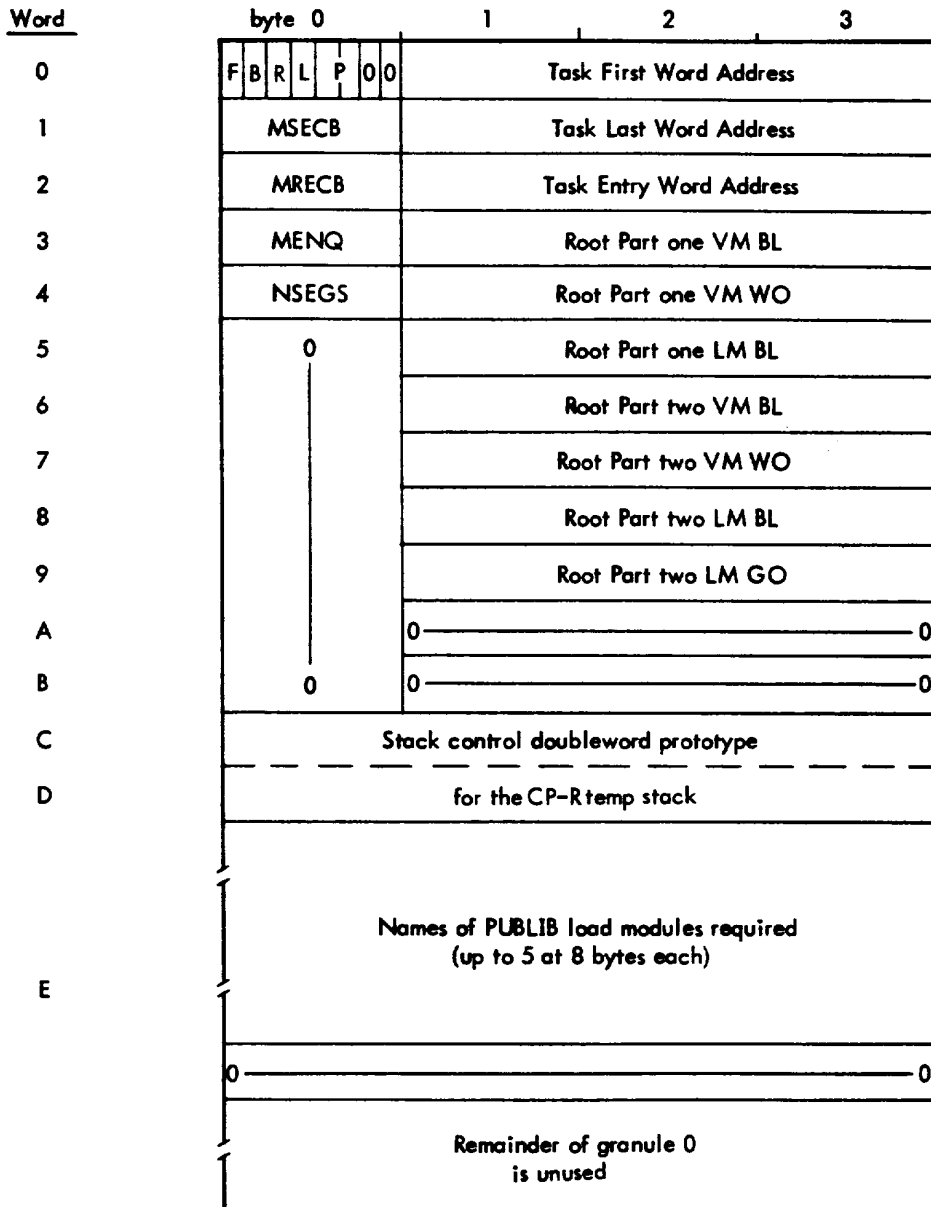 Word byte 0 1 2 3
0 F B R L P 0 0 Task First Word Address
1 MSECB Task Last Word Address
2 MRECB Task Entry Word Address
3 MENQ Root Part one VM BL
4 NSEGS Root Part one VM WO
5 0 Root Part one LM BL
6 Root Part two VM BL
7 Root Part two VM WO
8 Root Part two LM BL
9 Root Part two LM GO
A 0 0
B 0 0 0
C Stack control doubleword prototype
D for the CP-R temp stack
Names of PUBLIB load modules required
(up to 5 at 8 bytes each)
E
0 0
Remainder of granule 0
is unused